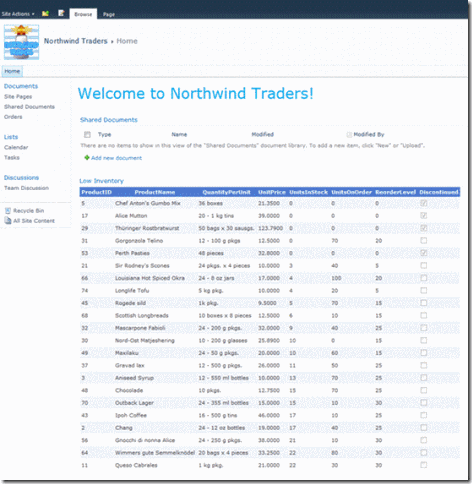 Site Actions Browse Page
Northwind Traders › Home
Home
Documents
Site Pages
Shared Documents
Orders
Lists
Calendar
Tasks
Discussions
Team Discussion
Recycle Bin
All Site Content
Welcome to Northwind Traders!
Shared Documents
Type Name Modified Modified By
There are no items to show in this view of the "Shared Documents" document library. To add a new item, click "New" or "Upload".
Add new document
Low Inventory
ProductID ProductName QuantityPerUnit UnitPrice UnitsInStock UnitsOnOrder ReorderLevel Discontinued
5 Chef Anton's Gumbo Mix 36 boxes 21.3500 0 0 0
17 Alice Mutton 20 - 1 kg tins 39.0000 0 0 0
29 Thüringer Rostbratwurst 50 bags x 30 sausgs. 123.7900 0 0 0
31 Gorgonzola Telino 12 - 100 g pkgs 12.5000 0 70 20
53 Perth Pasties 48 pieces 32.8000 0 0 0
21 Sir Rodney's Scones 24 pkgs. x 4 pieces 10.0000 3 40 5
66 Louisiana Hot Spiced Okra 24 - 8 oz jars 17.0000 4 100 20
74 Longlife Tofu 5 kg pkg. 10.0000 4 20 5
45 Rogede sild 1k pkg. 9.5000 5 70 15
68 Scottish Longbreads 10 boxes x 8 pieces 12.5000 6 10 15
32 Mascarpone Fabioli 24 - 200 g pkgs. 32.0000 9 40 25
30 Nord-Ost Matjeshering 10 - 200 g glasses 25.8900 10 0 15
49 Maxilaku 24 - 50 g pkgs. 20.0000 10 60 15
37 Gravad lax 12 - 500 g pkgs. 26.0000 11 50 25
3 Aniseed Syrup 12 - 550 ml bottles 10.0000 13 70 25
48 Chocolade 10 pkgs. 12.7500 15 70 25
70 Outback Lager 24 - 355 ml bottles 15.0000 15 10 30
43 Ipoh Coffee 16 - 500 g tins 46.0000 17 10 25
2 Chang 24 - 12 oz bottles 19.0000 17 40 25
56 Gnocchi di nonna Alice 24 - 250 g pkgs. 38.0000 21 10 30
64 Wimmers gute Semmelknödel 20 bags x 4 pieces 33.2500 22 80 30
11 Queso Cabrales 1 kg pkg. 21.0000 22 30 30